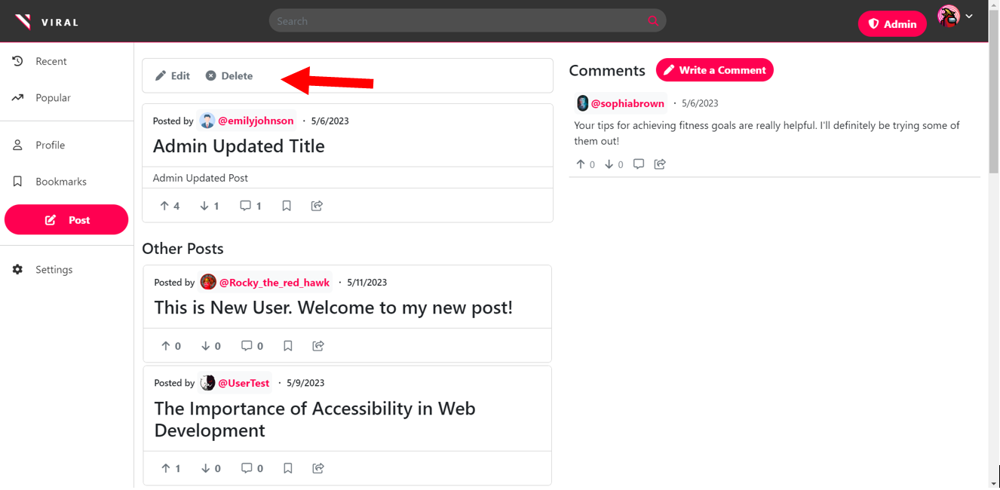 VIRAL
Search
Admin
Recent
Popular
Profile
Bookmarks
Post
Settings
Edit Delete
Posted by @emilyjohnson · 5/6/2023
Admin Updated Title
Admin Updated Post
4 1 1
Other Posts
Posted by @Rocky_the_red_hawk · 5/11/2023
This is New User. Welcome to my new post!
0 0 0
Posted by @UserTest · 5/9/2023
The Importance of Accessibility in Web
Development
1 0 0
Comments Write a Comment
@sophiabrown · 5/6/2023
Your tips for achieving fitness goals are really helpful. I'll definitely be trying some of
them out!
0 0